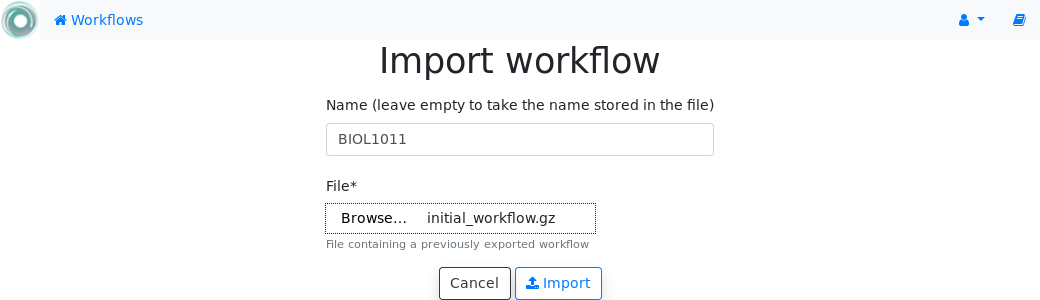 Workflows
Import workflow
Name (leave empty to take the name stored in the file)
BIOL1011
File*
Browse... initial_workflow.gz
File containing a previously exported workflow
Cancel Import